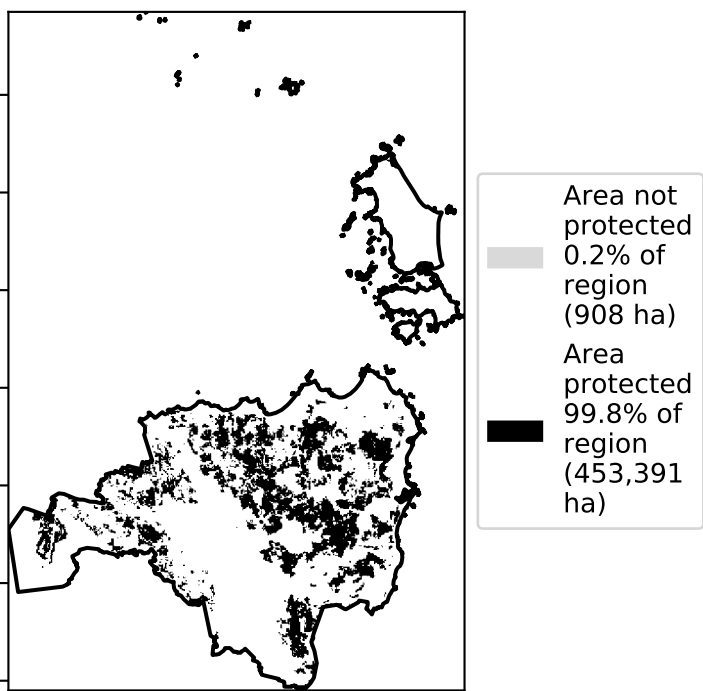 Area not
protected
0.2% of
region
(908 ha)
Area
protected
99.8% of
region
(453,391
ha)